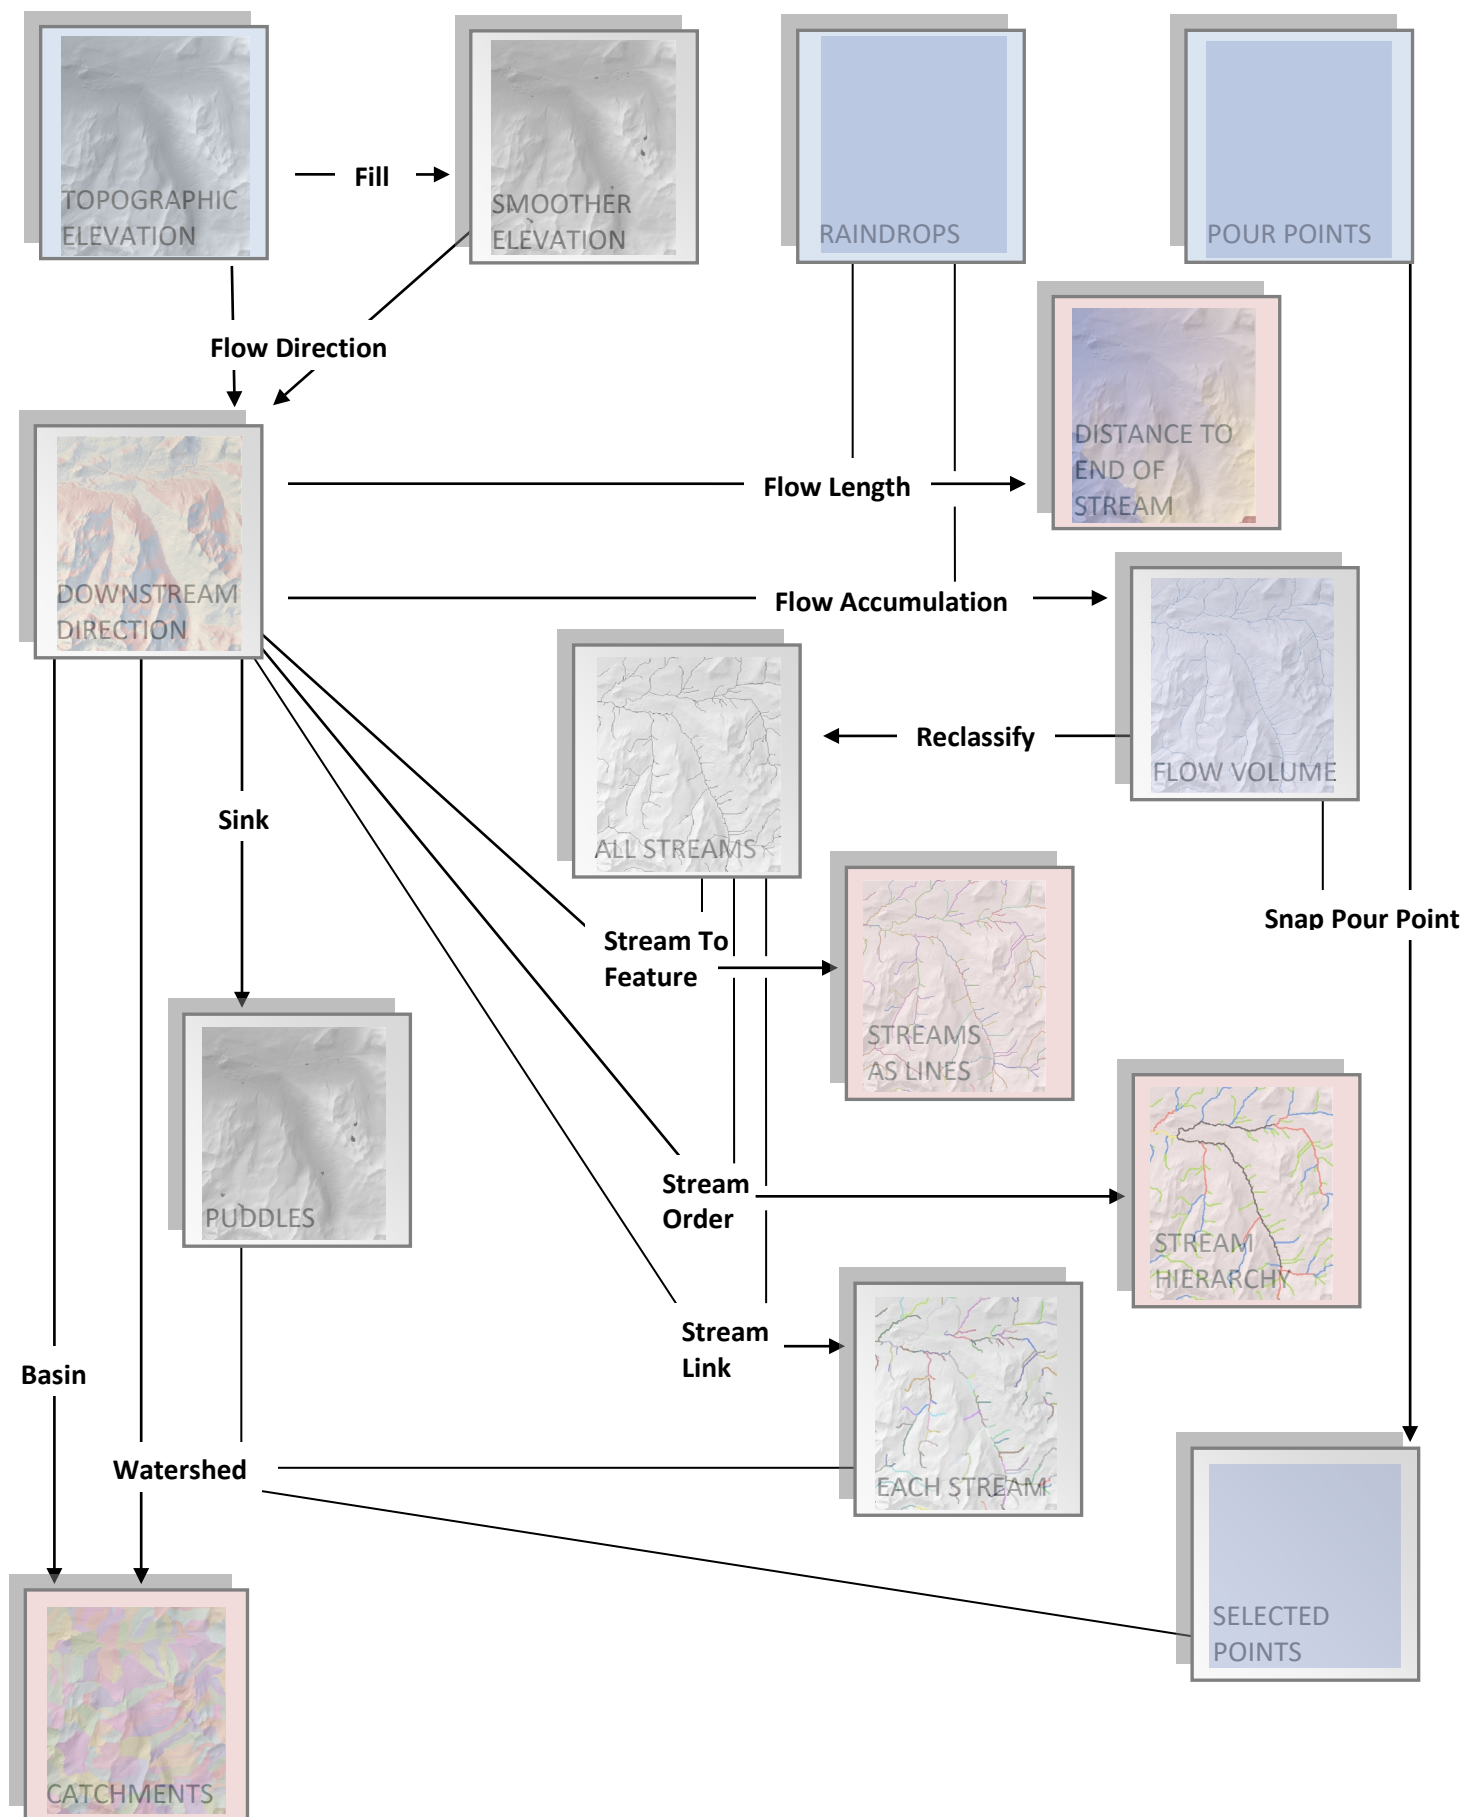 Fill
TOPOGRAPHIC
ELEVATION
SMOOTHER
ELEVATION
RAINDROPS
POUR POINTS
Flow Direction
DISTANCE TO
END OF
STREAM
Flow Length
DOWNSTREAM
DIRECTION
Flow Accumulation
Reclassify
FLOW VOLUME
Sink
ALL STREAMS
Snap Pour Point
Stream To
Feature
STREAMS
AS LINES
PUDDLES
Stream
Order
STREAM
HIERARCHY
Stream
Link
Basin
Watershed
EACH STREAM
SELECTED
POINTS
CATCHMENTS